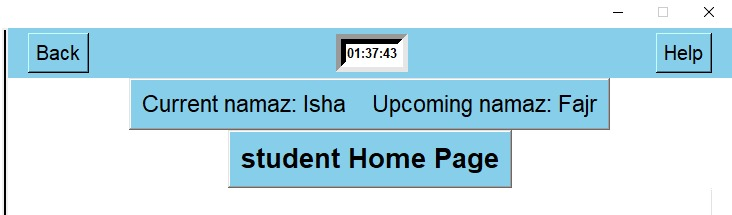 Back 01:37:43 Help
Current namaz: Isha Upcoming namaz: Fajr
student Home Page